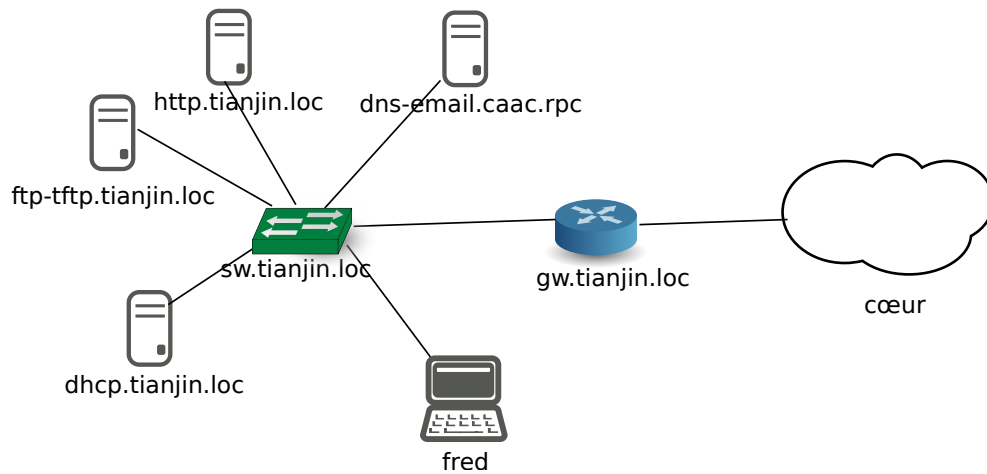 http.tianjin.loc
dns-email.caac.rpc
ftp-tftp.tianjin.loc
sw.tianjin.loc
gw.tianjin.loc
cœur
dhcp.tianjin.loc
fred